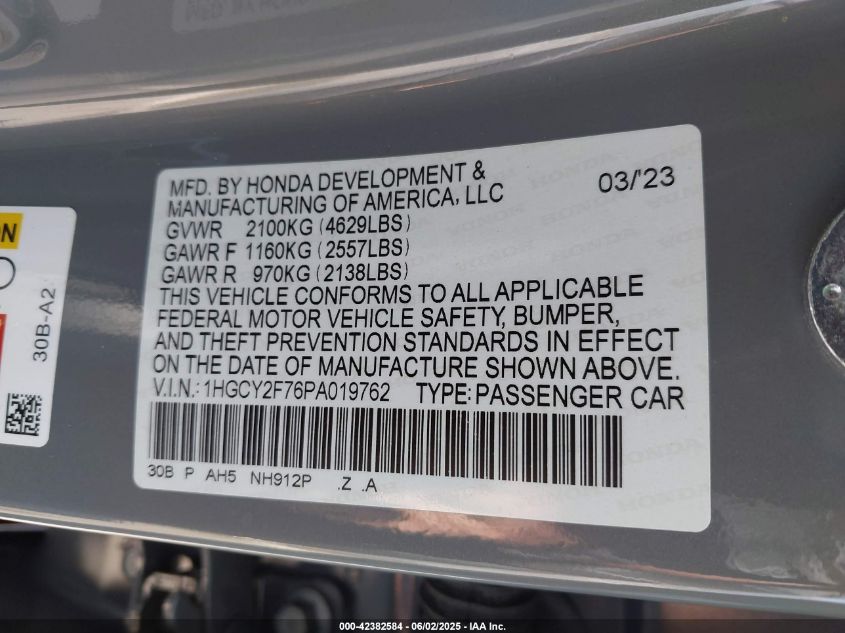 MFD. BY HONDA DEVELOPMENT & MANUFACTURING OF AMERICA, LLC
03/'23
GVWR 2100KG (4629LBS)
GAWR F 1160KG (2557LBS)
GAWR R 970KG (2138LBS)
THIS VEHICLE CONFORMS TO ALL APPLICABLE
FEDERAL MOTOR VEHICLE SAFETY, BUMPER,
AND THEFT PREVENTION STANDARDS IN EFFECT
ON THE DATE OF MANUFACTURE SHOWN ABOVE.
V.I.N.: 1HGCY2F76PA019762 TYPE: PASSENGER CAR
30B P AH5 NH912P .Z .A
30B-A2
000-42382584 - 06/02/2025 - IAA Inc.